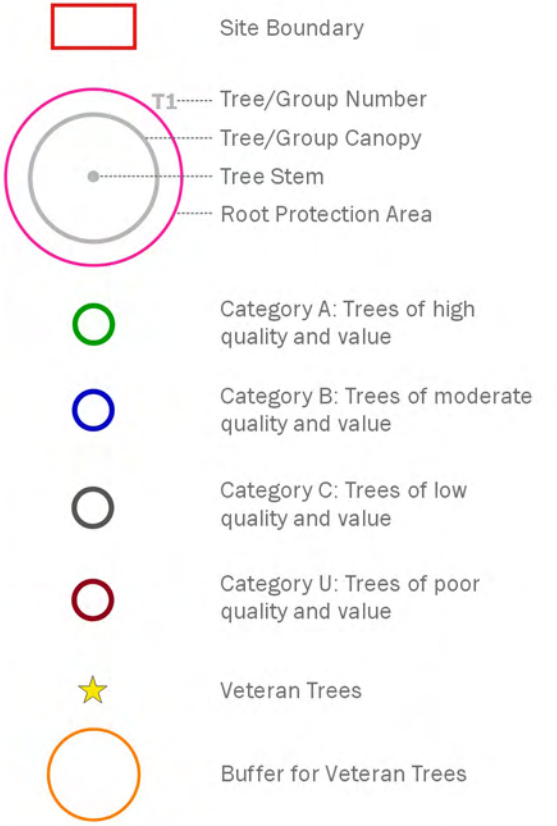 Site Boundary
T1
Tree/Group Number
Tree/Group Canopy
Tree Stem
Root Protection Area
Category A: Trees of high
quality and value
Category B: Trees of moderate
quality and value
Category C: Trees of low
quality and value
Category U: Trees of poor
quality and value
Veteran Trees
Buffer for Veteran Trees